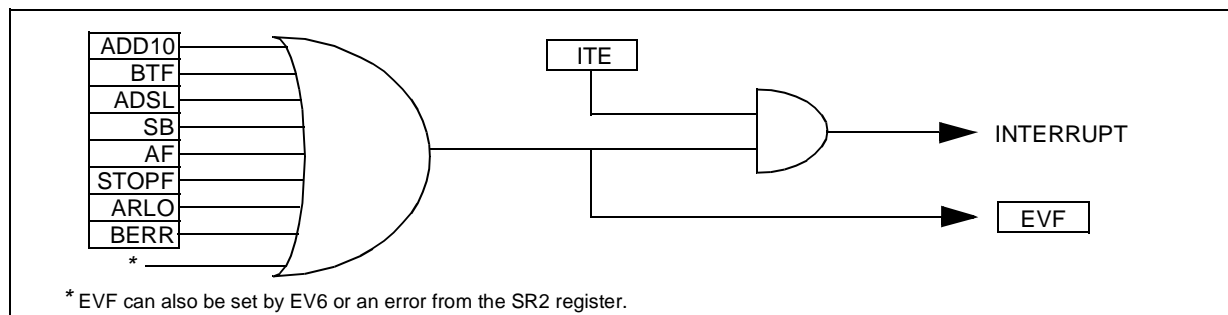 ADD10
BTF
ADSL
SB
AF
STOPF
ARLO
BERR
*
ITE
INTERRUPT
EVF
* EVF can also be set by EV6 or an error from the SR2 register.